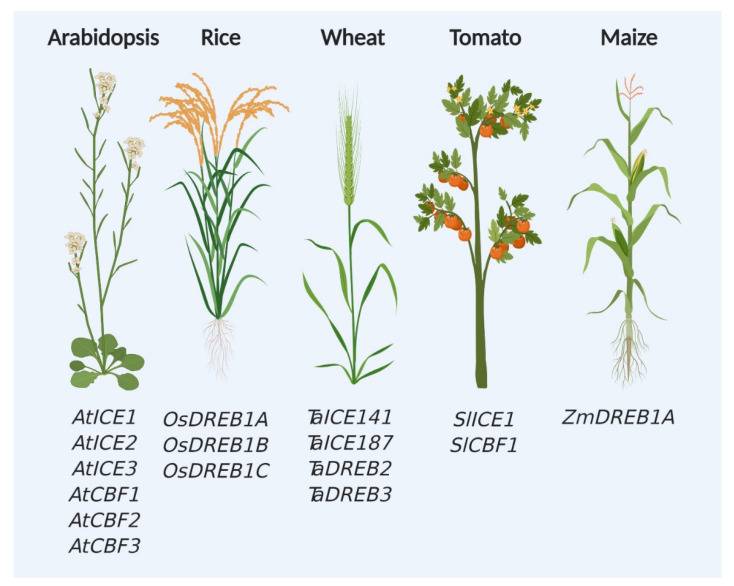 Arabidopsis
Rice
Wheat
Tomato
Maize
AtICE1
AtICE2
AtICE3
AtCBF1
AtCBF2
AtCBF3
OsDREB1A
OsDREB1B
OsDREB1C
TaICE141
TaICE187
TaDREB2
TaDREB3
SlICE1
SlCBF1
ZmDREB1A